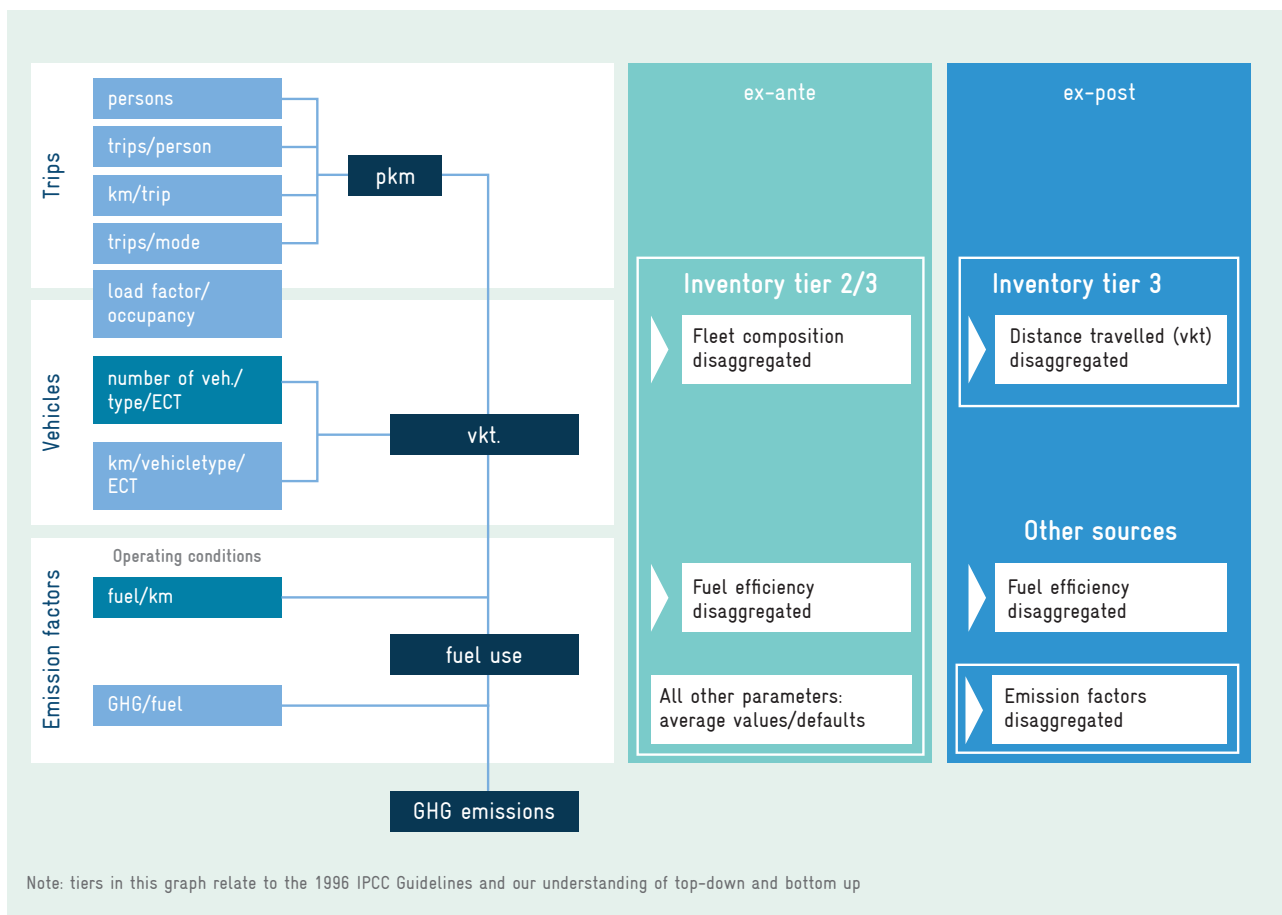 Trips
persons
trips/person
km/trip
trips/mode
load factor/
occupancy
pkm
Vehicles
number of veh./
type/ECT
km/vehicletype/
ECT
vkt.
Emission factors
Operating conditions
fuel/km
fuel use
GHG/fuel
GHG emissions
ex-ante
Inventory tier 2/3
Fleet composition
disaggregated
Fuel efficiency
disaggregated
All other parameters:
average values/defaults
ex-post
Inventory tier 3
Distance travelled (vkt)
disaggregated
Other sources
Fuel efficiency
disaggregated
Emission factors
disaggregated
Note: tiers in this graph relate to the 1996 IPCC Guidelines and our understanding of top-down and bottom up